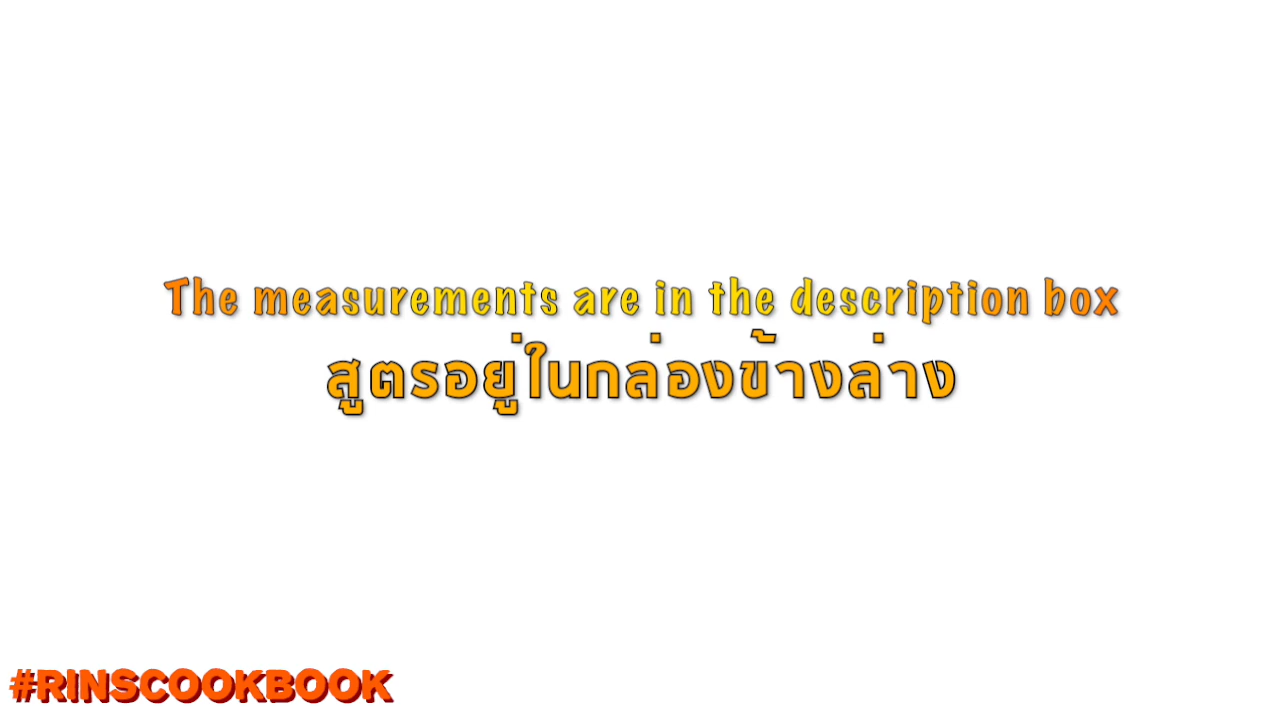 The measurements are in the description box
สูตรอยู่ในกล่องข้างล่าง
#RINSCOOKBOOK